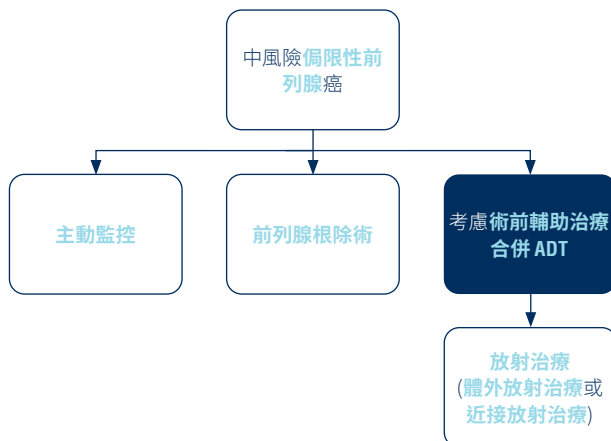 中風險侷限性前
列腺癌
主動監控
前列腺根除術
考慮術前輔助治療
合併 ADT
放射治療
(體外放射治療或
近接放射治療)